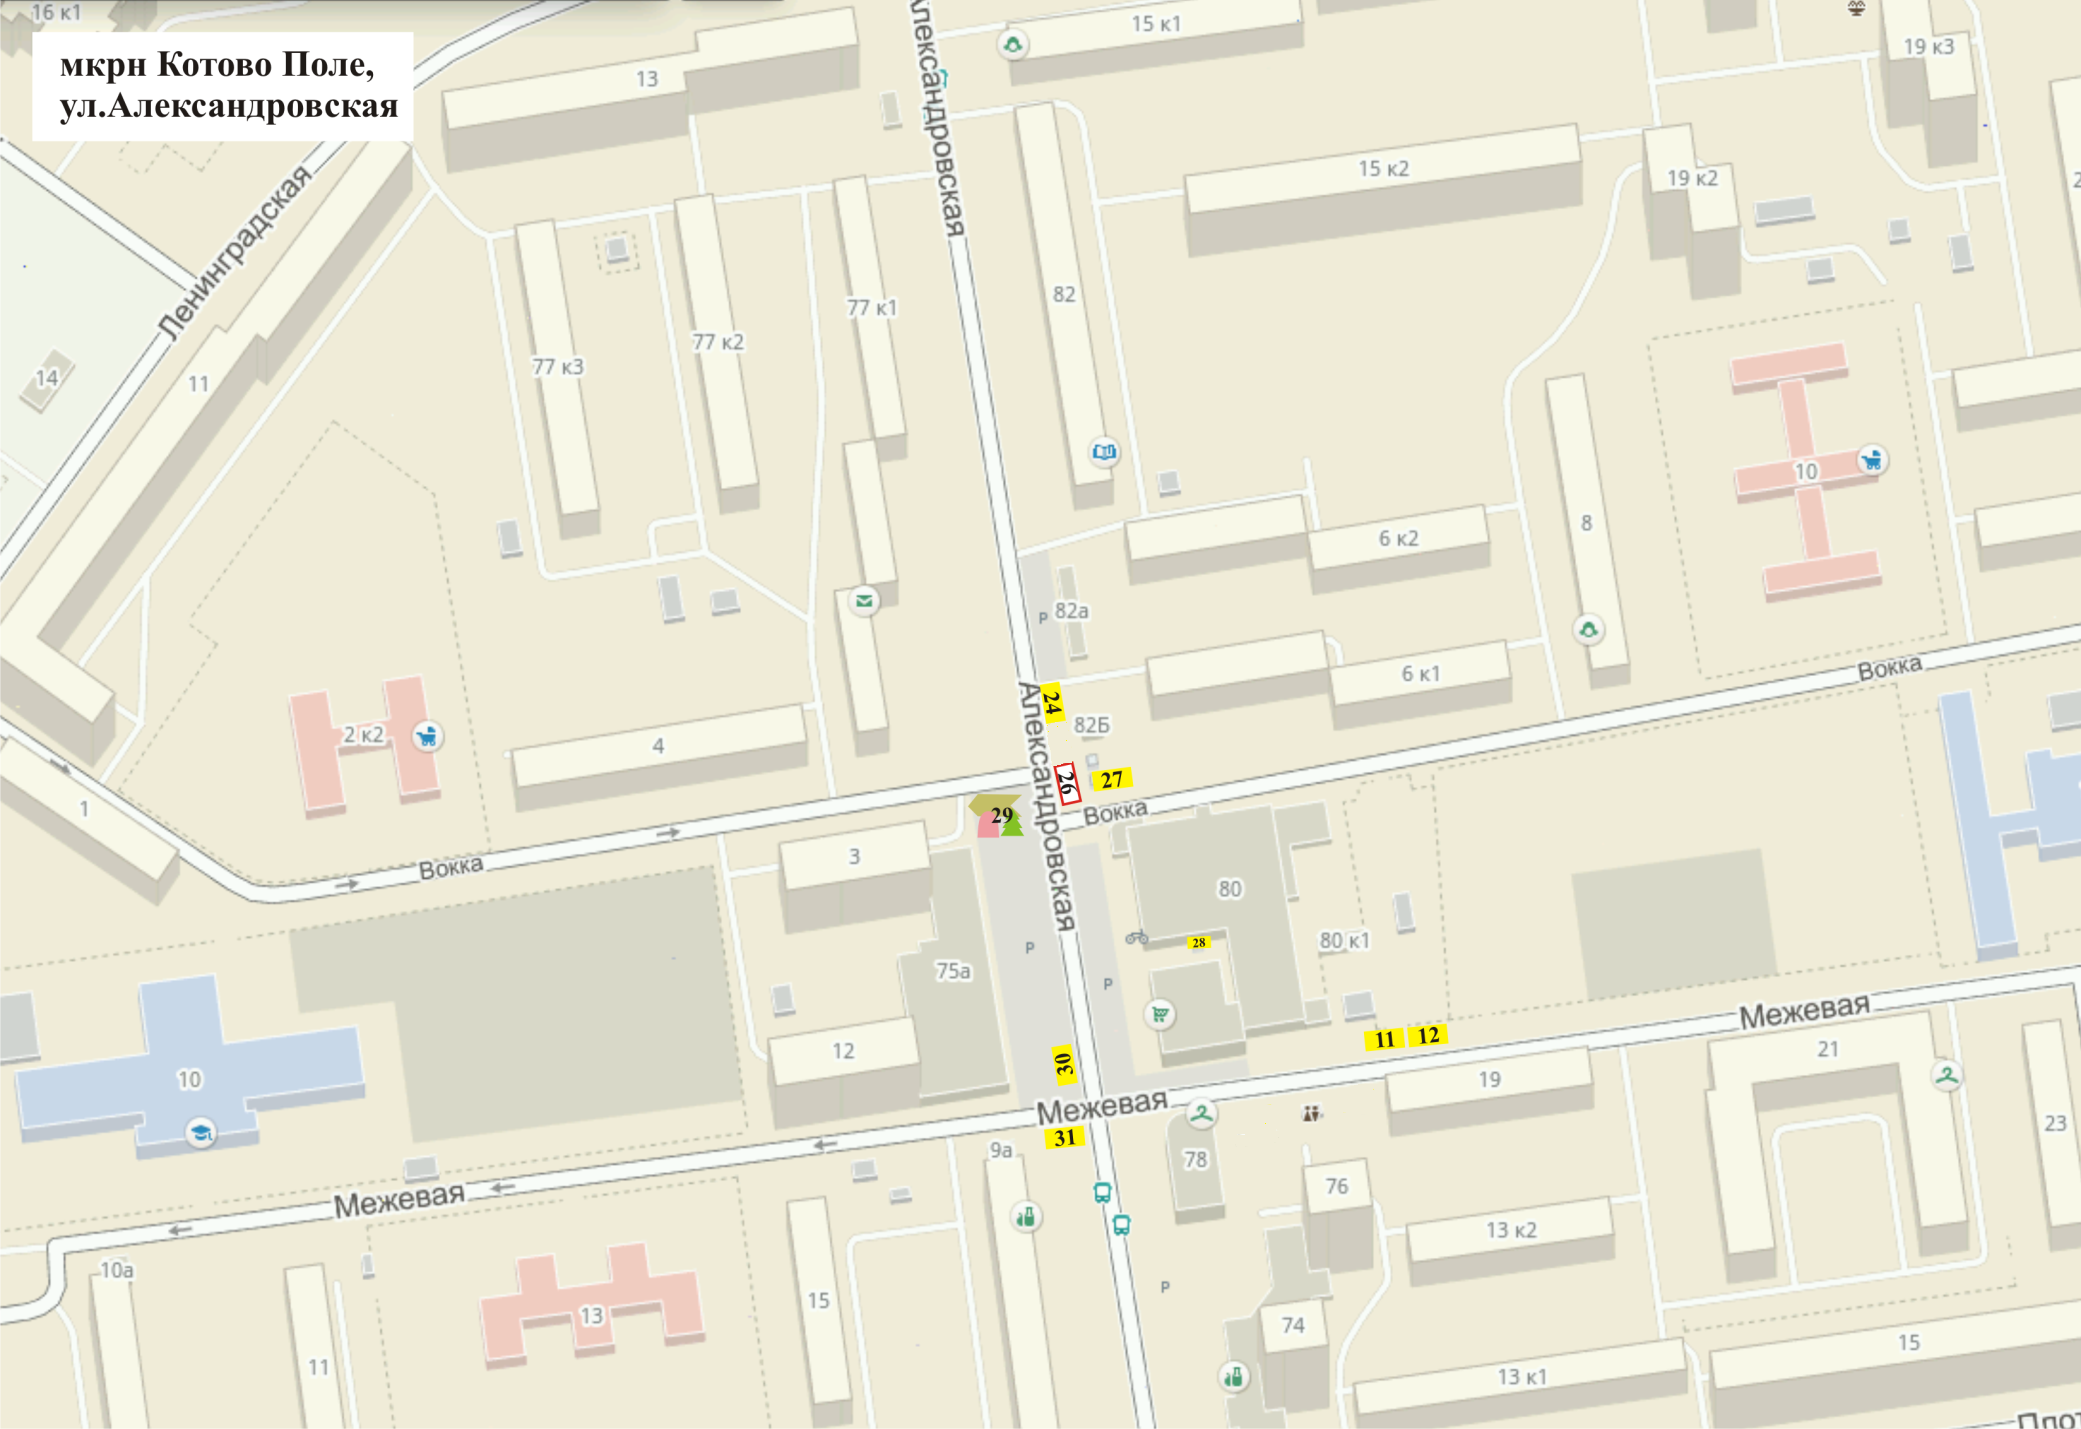 16 к1
мкрн Котово Поле,
ул.Александровская
13
15 к1
19 к3
Александровская
15 к2
19 к2
Ленинградская
77 к1
82
77 к2
77 к3
14
11
10
8
6 к2
82а
P
6 к1
Вокка
24
82Б
2 к2
4
Александровская
26
27
1
29
Вокка
3
Вокка
80
28
80 к1
P
75а
P
Межевая
11
12
30
12
21
10
19
Межевая
31
23
9а
78
76
Межевая
13 к2
10а
P
15
13
74
15
11
13 к1